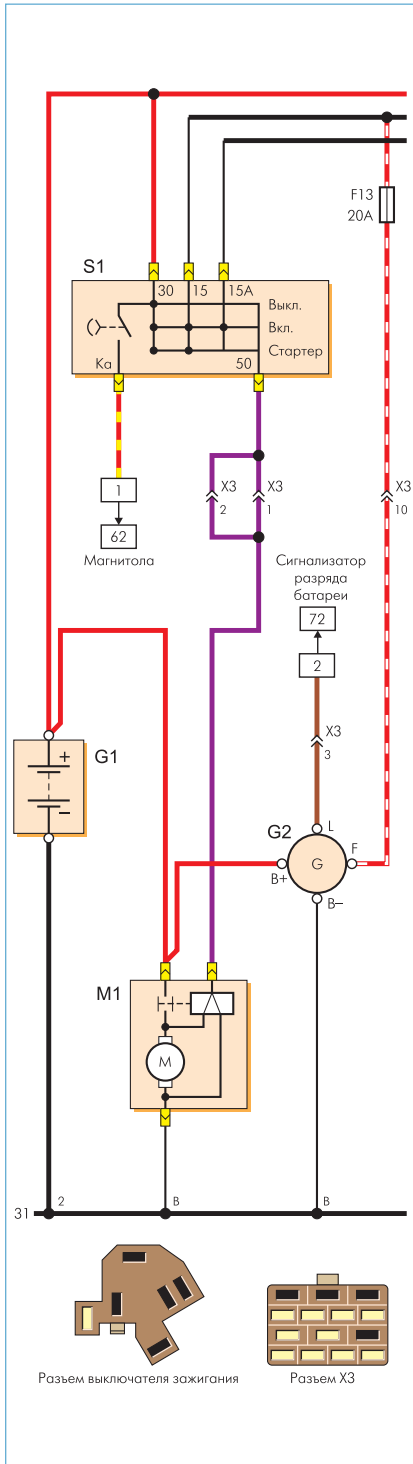 F13
20A
S1
30
15
15A
Выкл.
Вкл.
Стартер
Ка
50
X3
2
X3
1
X3
10
1
62
Магнитола
Сигнализатор
разряда
батареи
72
2
X3
3
+
−
G1
G2
L
F
G
B+
B−
M1
M
31
2
B
B
Разъем выключателя зажигания
Разъем X3